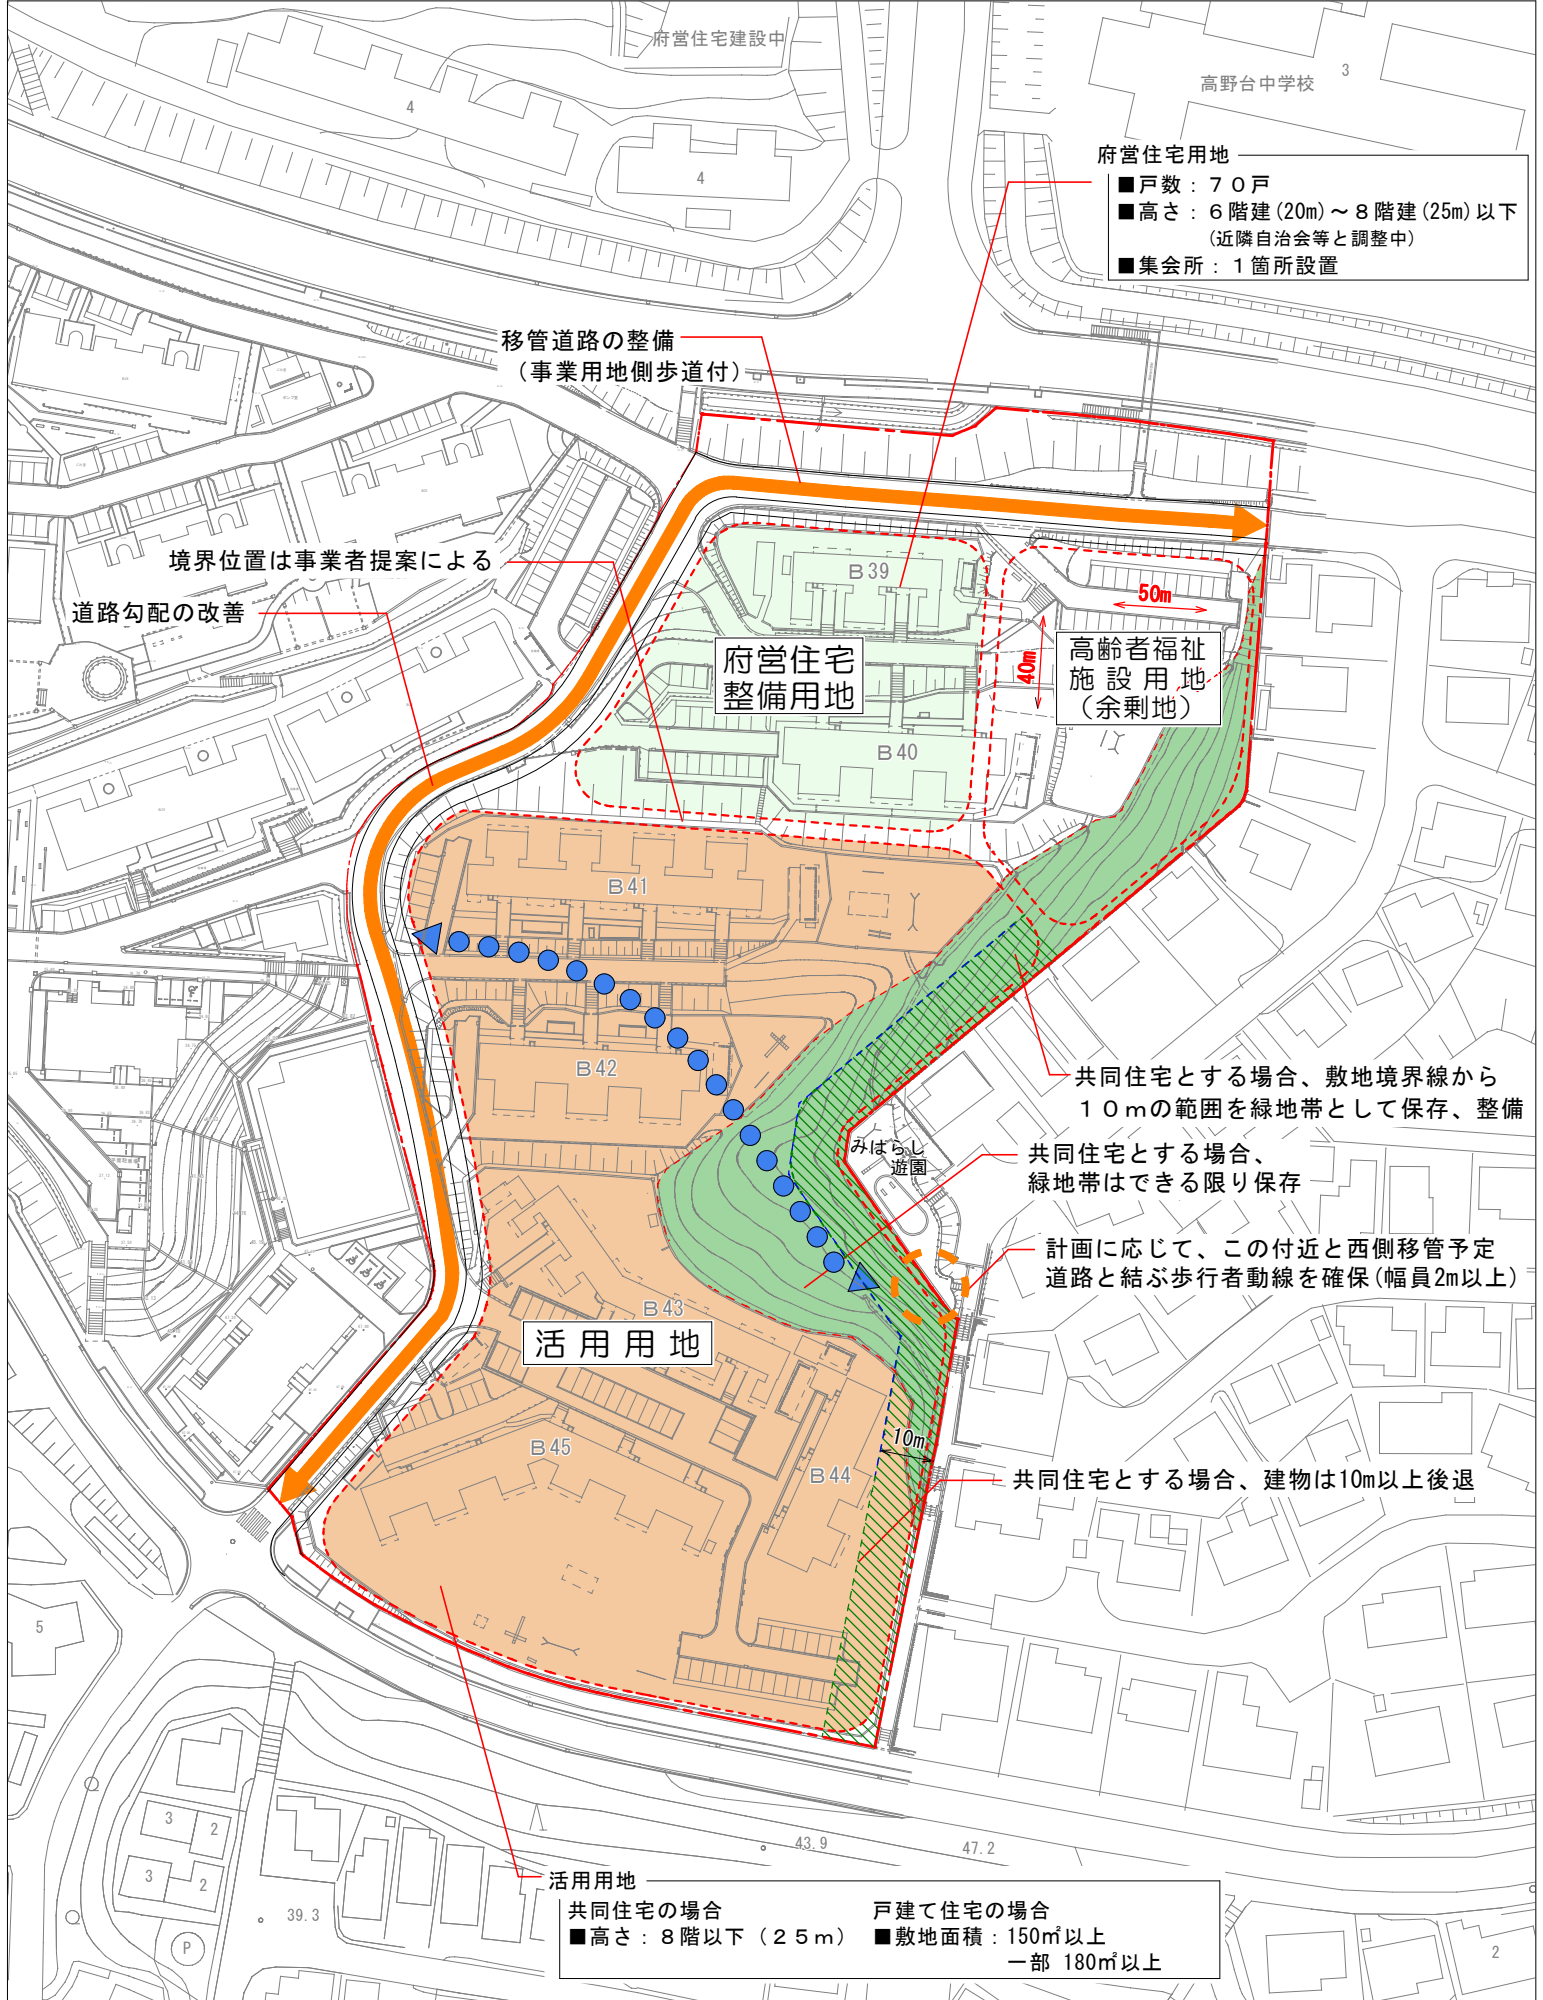 府営住宅建設中
3
高野台中学校
4
4
府営住宅用地
■戸数：７０戸
■高さ：６階建(20m)～８階建(25m)以下
(近隣自治会等と調整中)
■集会所：１箇所設置
移管道路の整備
（事業用地側歩道付）
境界位置は事業者提案による
道路勾配の改善
B39
50m
40m
府営住宅
整備用地
高齢者福祉
施設用地
（余剰地）
B40
B41
B42
共同住宅とする場合、敷地境界線から
１０ｍの範囲を緑地帯として保存、整備
みはらし
遊園
共同住宅とする場合、
緑地帯はできる限り保存
計画に応じて、この付近と西側移管予定
道路と結ぶ歩行者動線を確保(幅員2m以上)
B43
活用用地
B45
B44
10m
共同住宅とする場合、建物は10m以上後退
5
3
2
3
2
43.9
47.2
39.3
P
2
活用用地
共同住宅の場合
■高さ：８階以下（２５ｍ）
戸建て住宅の場合
■敷地面積：150㎡以上
一部 180㎡以上